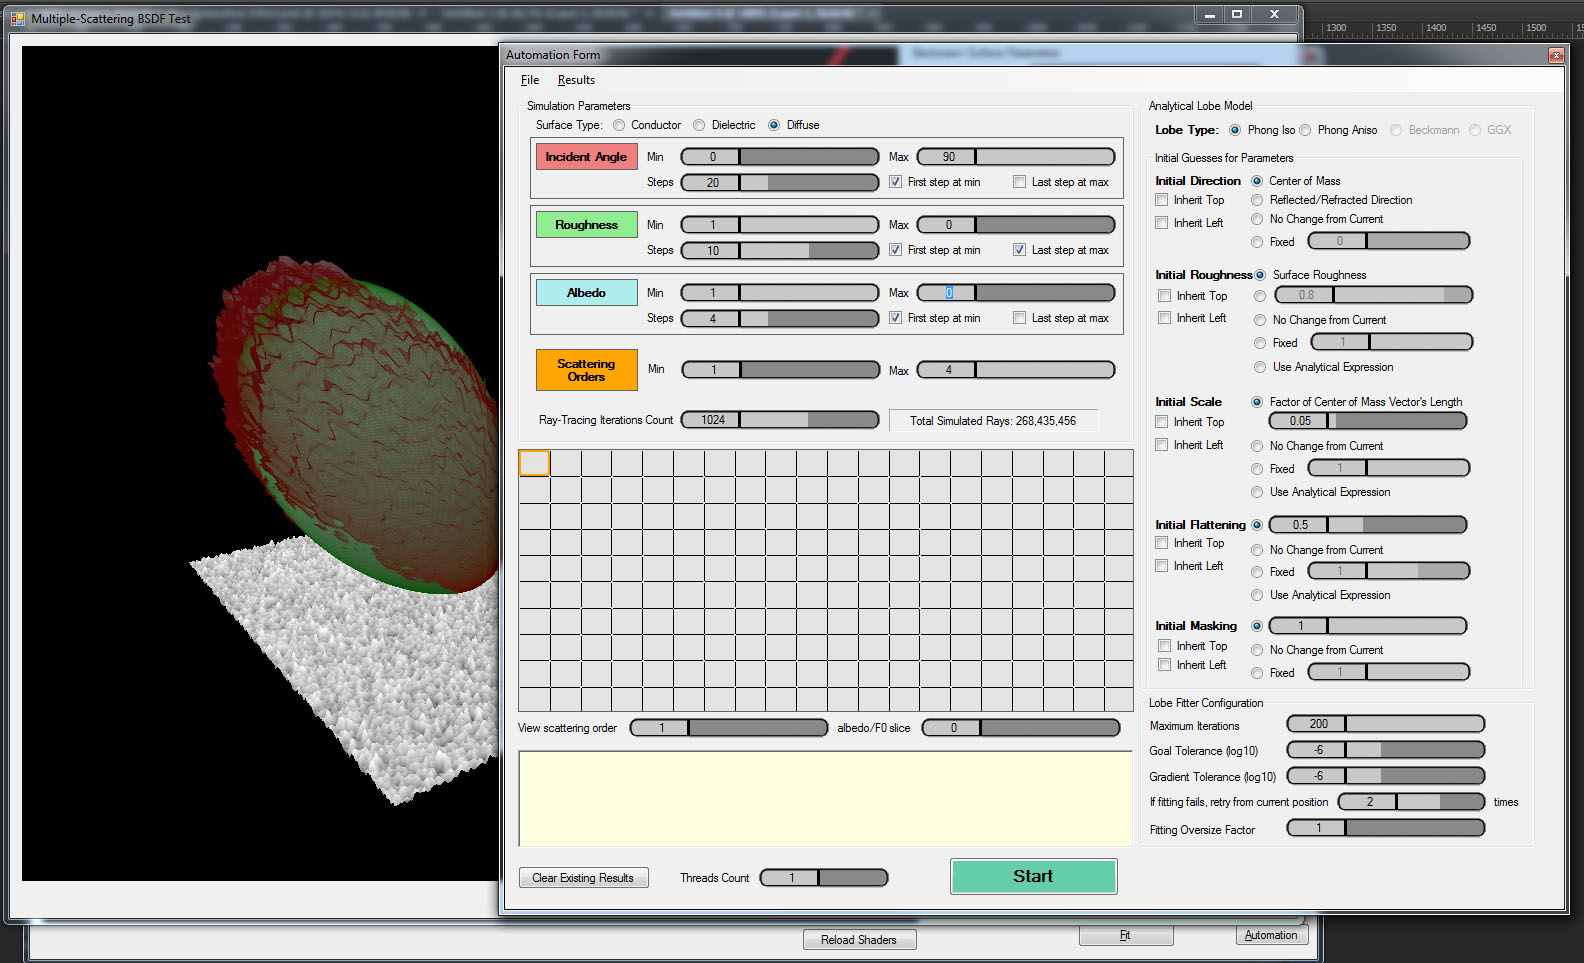 Multiple-Scattering BSDF Test
1300 1350 1400 1450 1500
Automation Form
File Results
Simulation Parameters
Surface Type: Conductor Dielectric Diffuse
Incident Angle Min 0 Max 90
Steps 20 First step at min Last step at max
Roughness Min 1 Max 0
Steps 10 First step at min Last step at max
Albedo Min 1 Max 0
Steps 4 First step at min Last step at max
Scattering Orders Min 1 Max 4
Ray-Tracing Iterations Count 1024 Total Simulated Rays: 268,435,456
View scattering order 1 albedo/F0 slice 0
Clear Existing Results Threads Count 1 Start
Analytical Lobe Model
Lobe Type: Phong Iso Phong Aniso Beckmann GGX
Initial Guesses for Parameters
Initial Direction Center of Mass
Inherit Top Reflected/Refracted Direction
Inherit Left No Change from Current
Fixed 0
Initial Roughness Surface Roughness
Inherit Top 0.8
Inherit Left No Change from Current
Fixed 1
Use Analytical Expression
Initial Scale Factor of Center of Mass Vector's Length
Inherit Top 0.05
Inherit Left No Change from Current
Fixed 1
Use Analytical Expression
Initial Flattening 0.5
Inherit Top No Change from Current
Inherit Left Fixed 1
Use Analytical Expression
Initial Masking 1
Inherit Top No Change from Current
Inherit Left Fixed 1
Lobe Fitter Configuration
Maximum Iterations 200
Goal Tolerance (log10) -6
Gradient Tolerance (log10) -6
If fitting fails, retry from current position 2 times
Fitting Oversize Factor 1
Reload Shaders Fit Automation